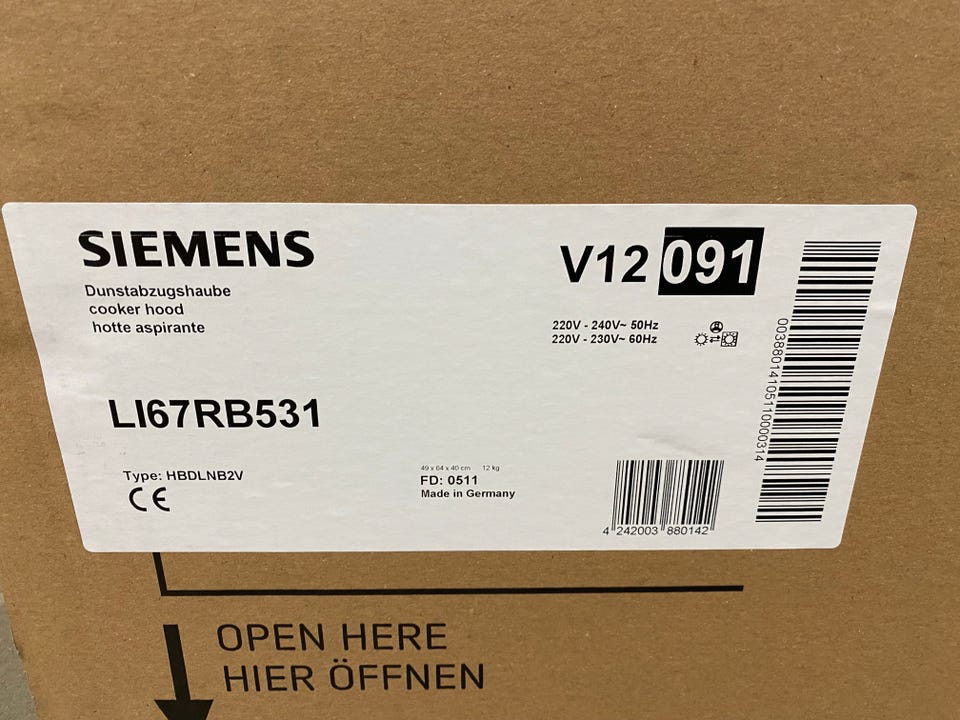 SIEMENS
Dunstabzugshaube
cooker hood
hotte aspirante
V12 091
220V - 240V~ 50Hz
220V - 230V~ 60Hz
LI67RB531
Type: HBDLNB2V
CE
49 x 64 x 40 cm 12 kg
FD: 0511
Made in Germany
4 242003 880142
00388014105110000314
OPEN HERE
HIER ÖFFNEN